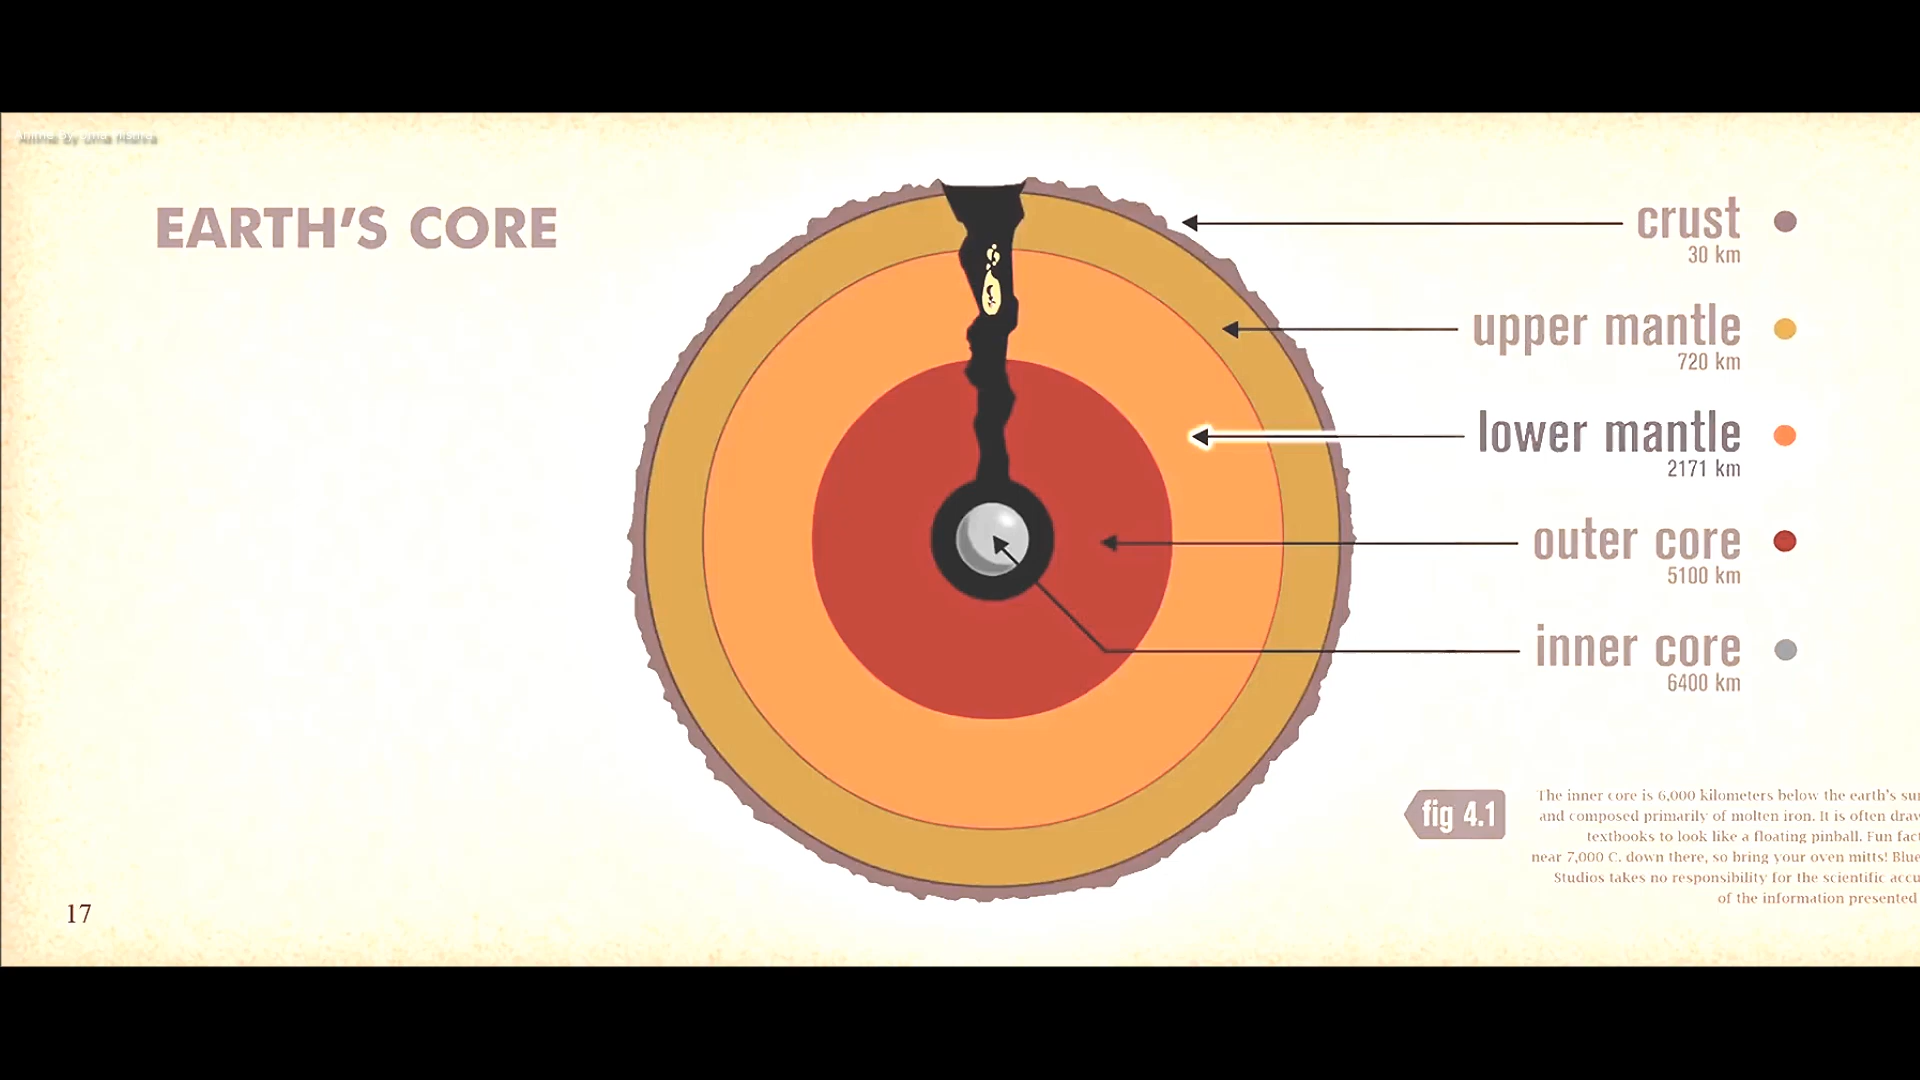 EARTH'S CORE
crust
30 km
upper mantle
720 km
lower mantle
2171 km
outer core
5100 km
inner core
6400 km
fig 4.1
The inner core is 6,000 kilometers below the earth's
and composed primarily of molten iron. It is often
textbooks to look like a floating pinball. Fun
near 7,000 C. down there, so bring your oven mitts!
Studios takes no responsibility for the scientific
of the information presented
17